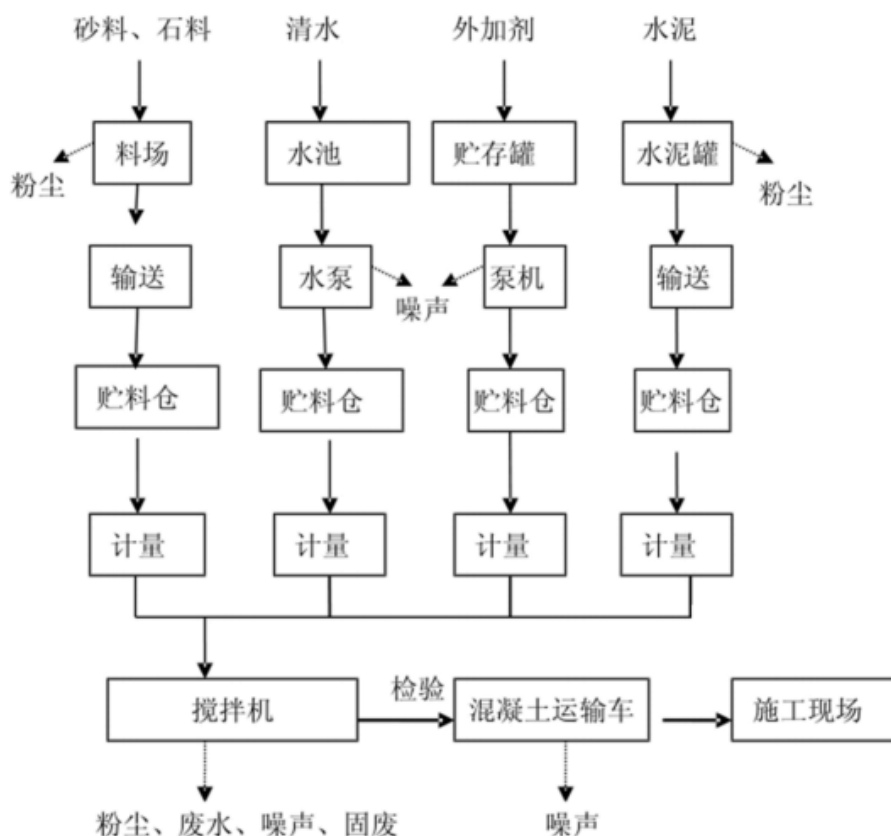 砂料、石料 清水 外加剂 水泥
料场 水池 贮存罐 水泥罐
粉尘 粉尘
输送 水泵 泵机 输送
噪声
贮料仓 贮料仓 贮料仓 贮料仓
计量 计量 计量 计量
检验
搅拌机 混凝土运输车 施工现场
粉尘、废水、噪声、固废 噪声